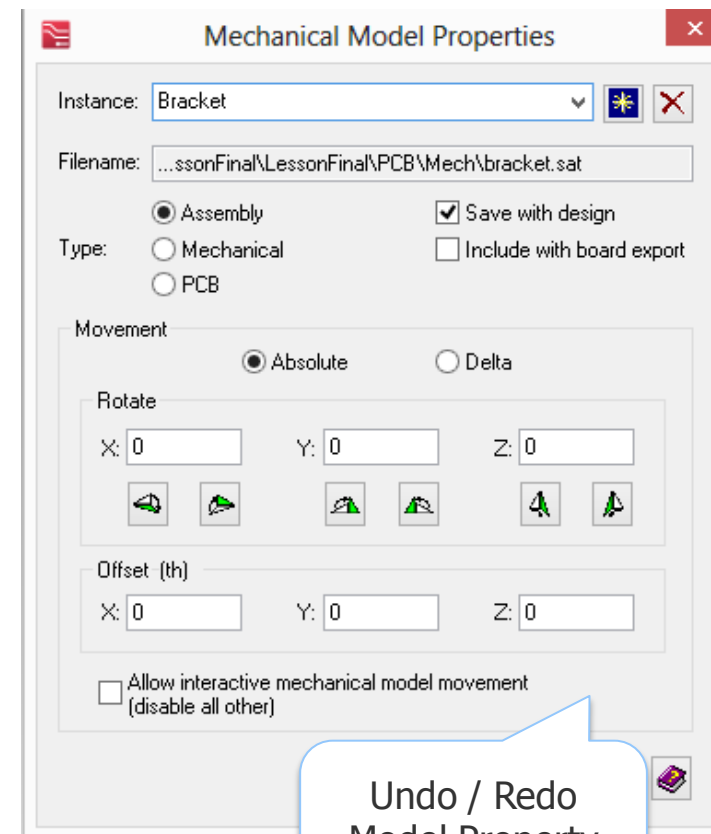 Mechanical Model Properties
Instance: Bracket
Filename: ...ssonFinal\LessonFinal\PCB\Mech\bracket.sat
Assembly Save with design
Type: Mechanical Include with board export
PCB
Movement
Absolute Delta
Rotate
X: 0 Y: 0 Z: 0
Offset (th)
X: 0 Y: 0 Z: 0
Allow interactive mechanical model movement
(disable all other)
Undo / Redo
Model Property